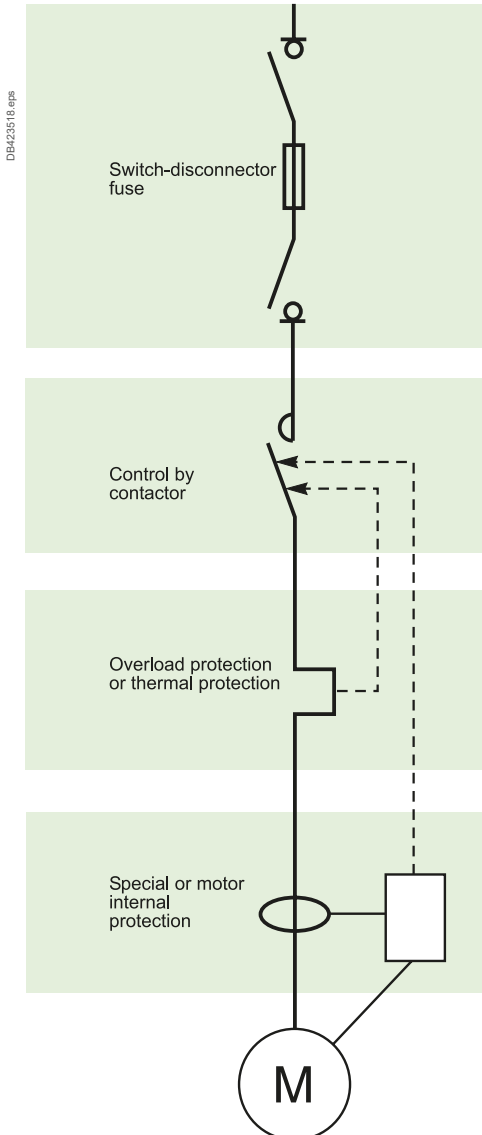 DB423518.eps
Switch-disconnector
fuse
Control by
contactor
Overload protection
or thermal protection
Special or motor
internal
protection
M